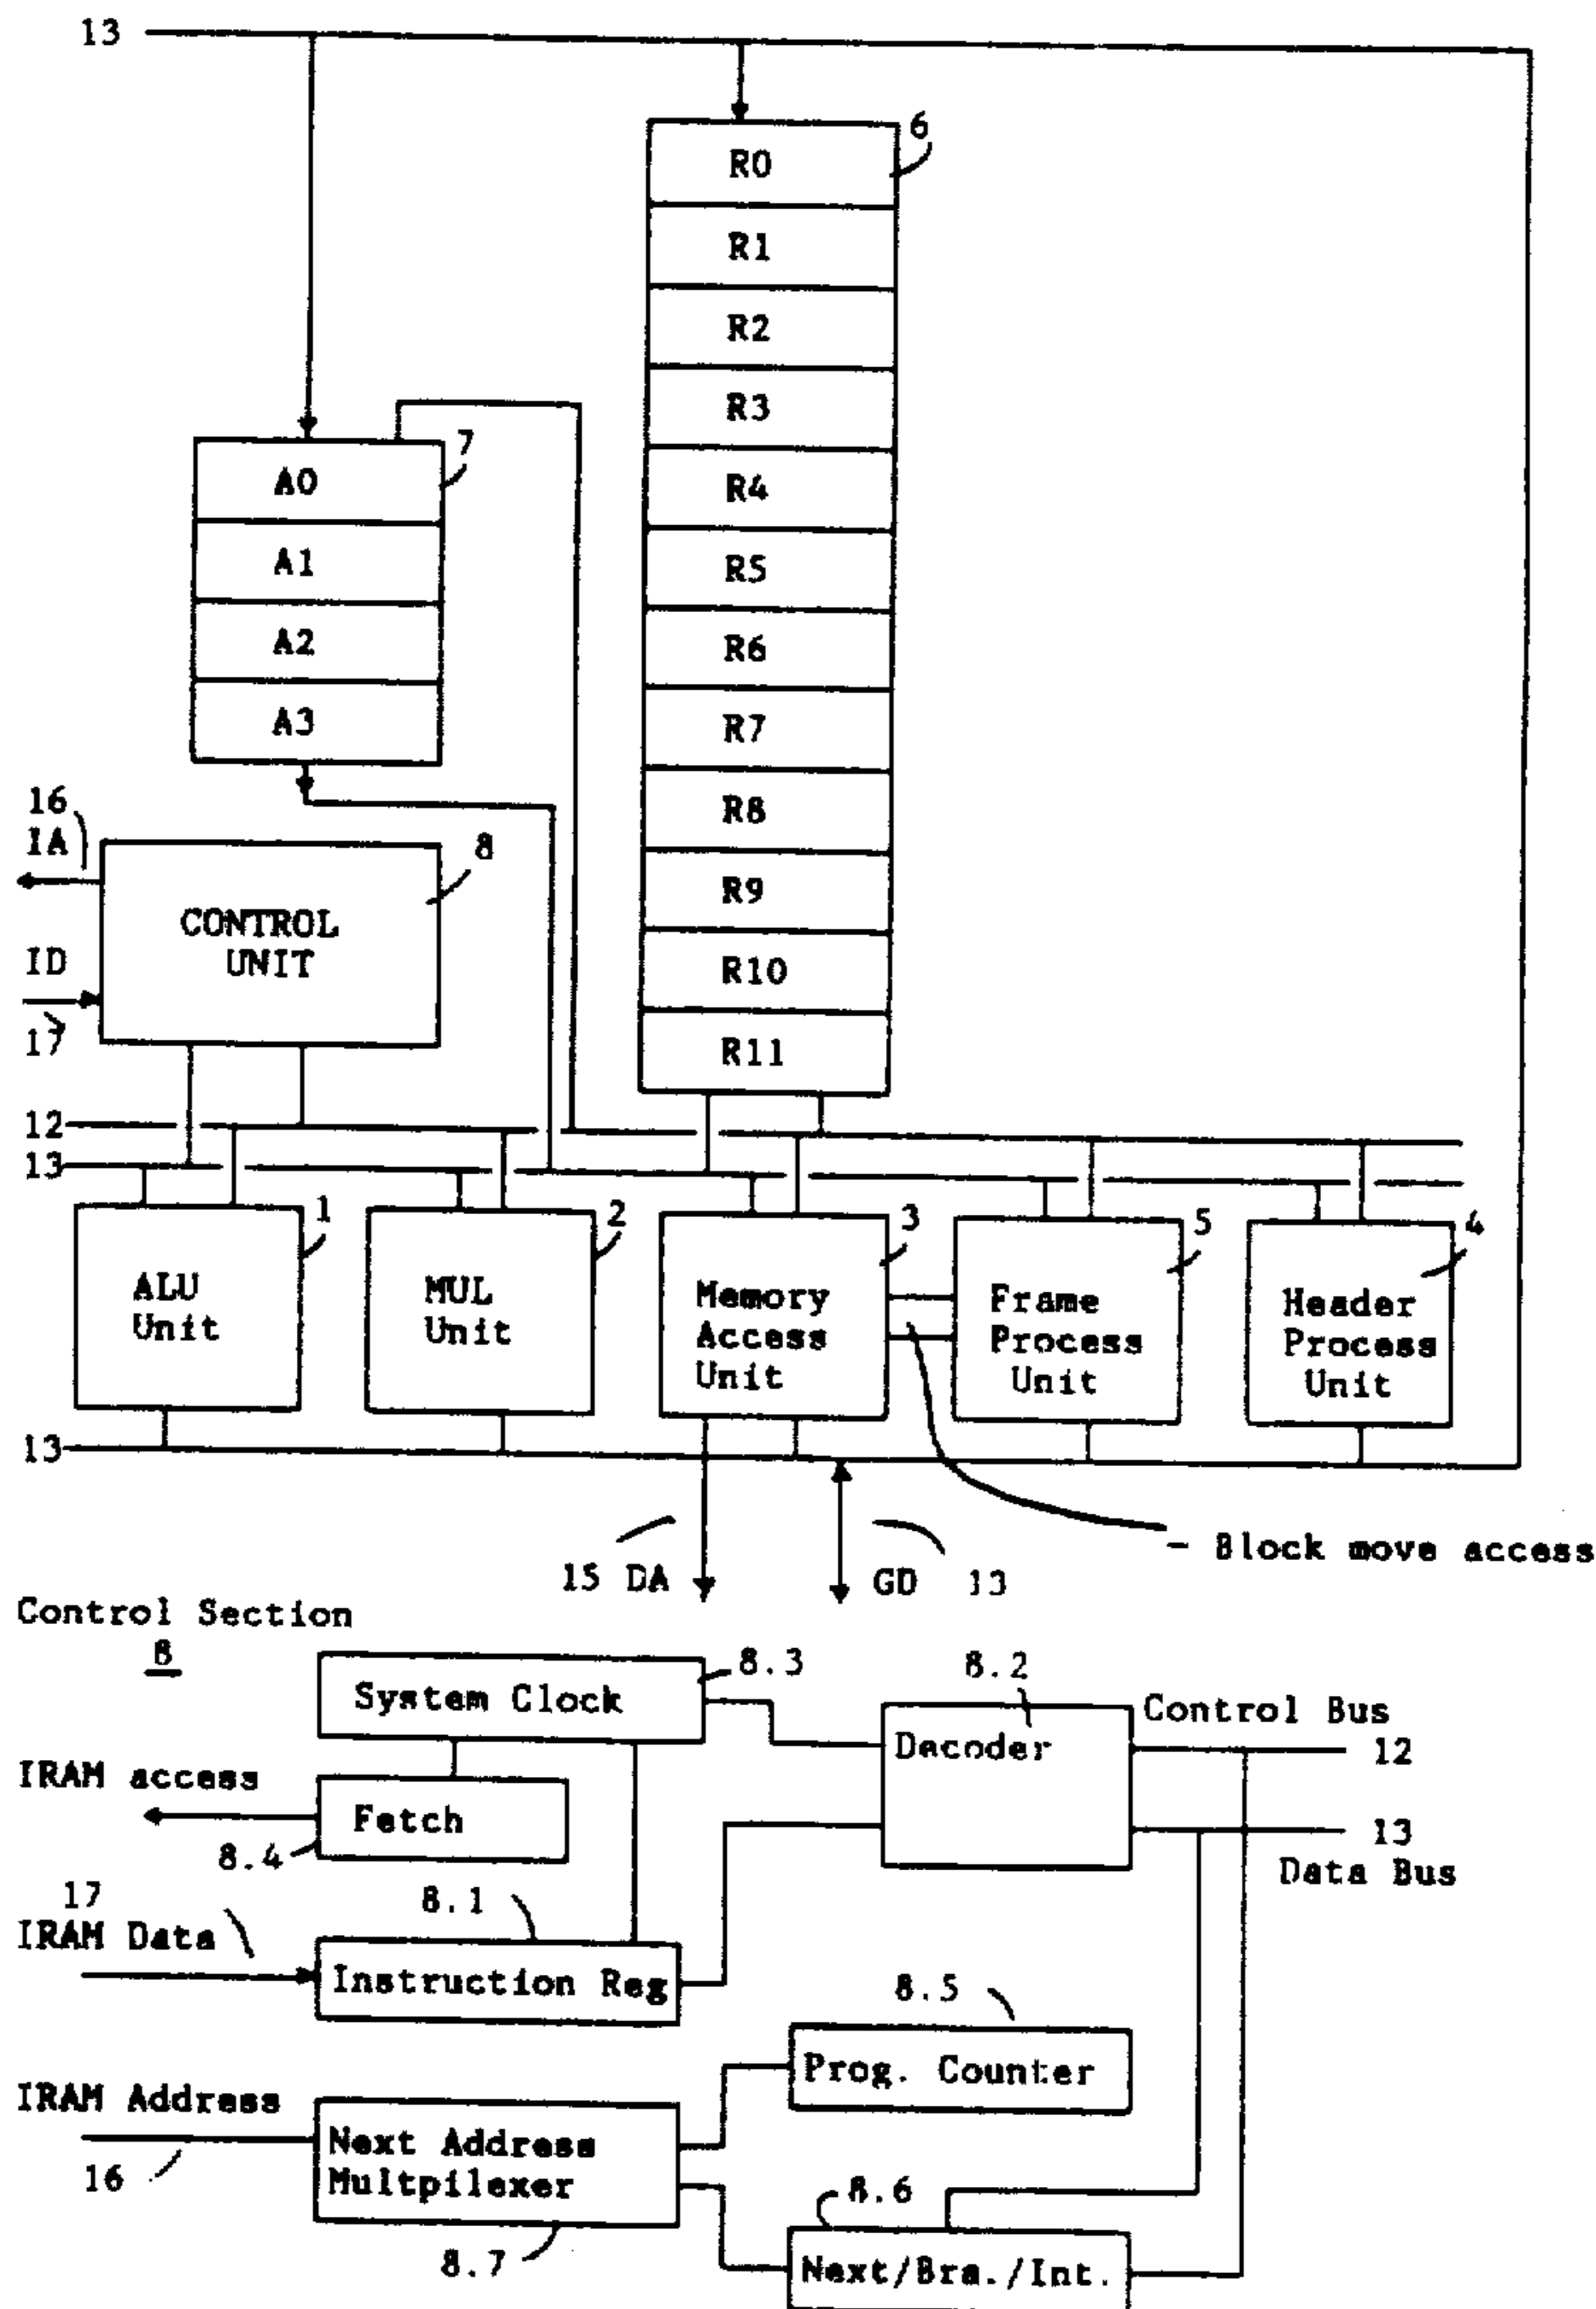 13
6
R0
R1
R2
R3
R4
R5
R6
R7
R8
R9
R10
R11
7
A0
A1
A2
A3
16
IA
8
CONTROL
UNIT
ID
17
12
13
1
ALU
Unit
2
MUL
Unit
3
Memory
Access
Unit
5
Frame
Process
Unit
4
Header
Process
Unit
13
15 DA
GD 13
- Block move access
Control Section
8
System Clock
8.3
8.2
Decoder
Control Bus
12
IRAM access
Fetch
8.4
13
Data Bus
17
IRAM Data
8.1
Instruction Reg
8.5
Prog. Counter
IRAM Address
16
Next Address
Multpilexer
8.7
8.6
Next/Bra./Int.